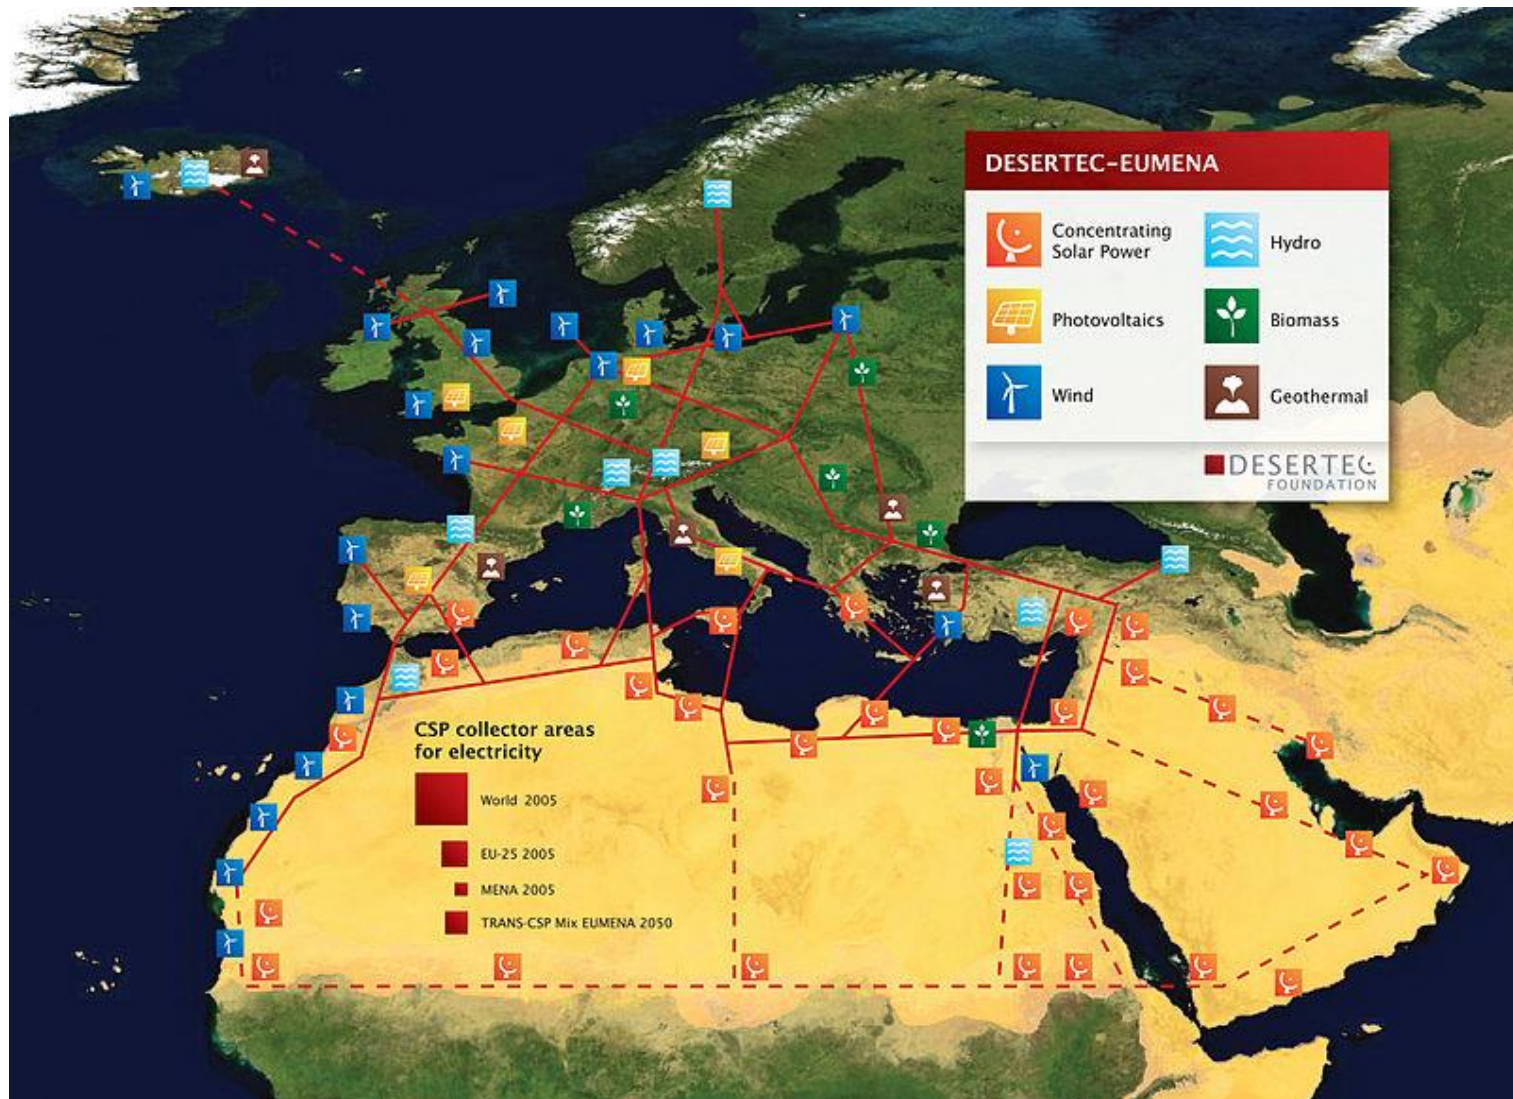 DESERTEC-EUMENA
Concentrating
Solar Power
Hydro
Photovoltaics
Biomass
Wind
Geothermal
DESERTEC
FOUNDATION
CSP collector areas
for electricity
World 2005
EU-25 2005
MENA 2005
TRANS-CSP Mix EUMENA 2050